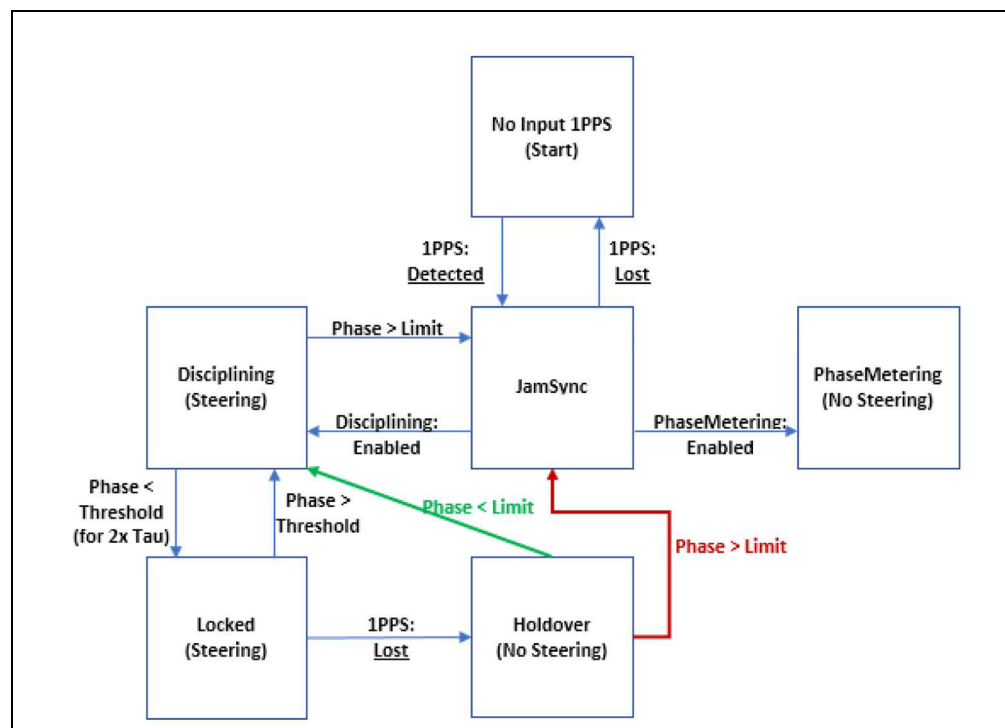 No Input 1PPS
(Start)
1PPS:
Detected
1PPS:
Lost
Disciplining
(Steering)
Phase > Limit
JamSync
PhaseMetering
(No Steering)
Disciplining:
Enabled
PhaseMetering:
Enabled
Phase <
Threshold
(for 2x Tau)
Phase >
Threshold
Phase < Limit
Phase > Limit
Locked
(Steering)
1PPS:
Lost
Holdover
(No Steering)